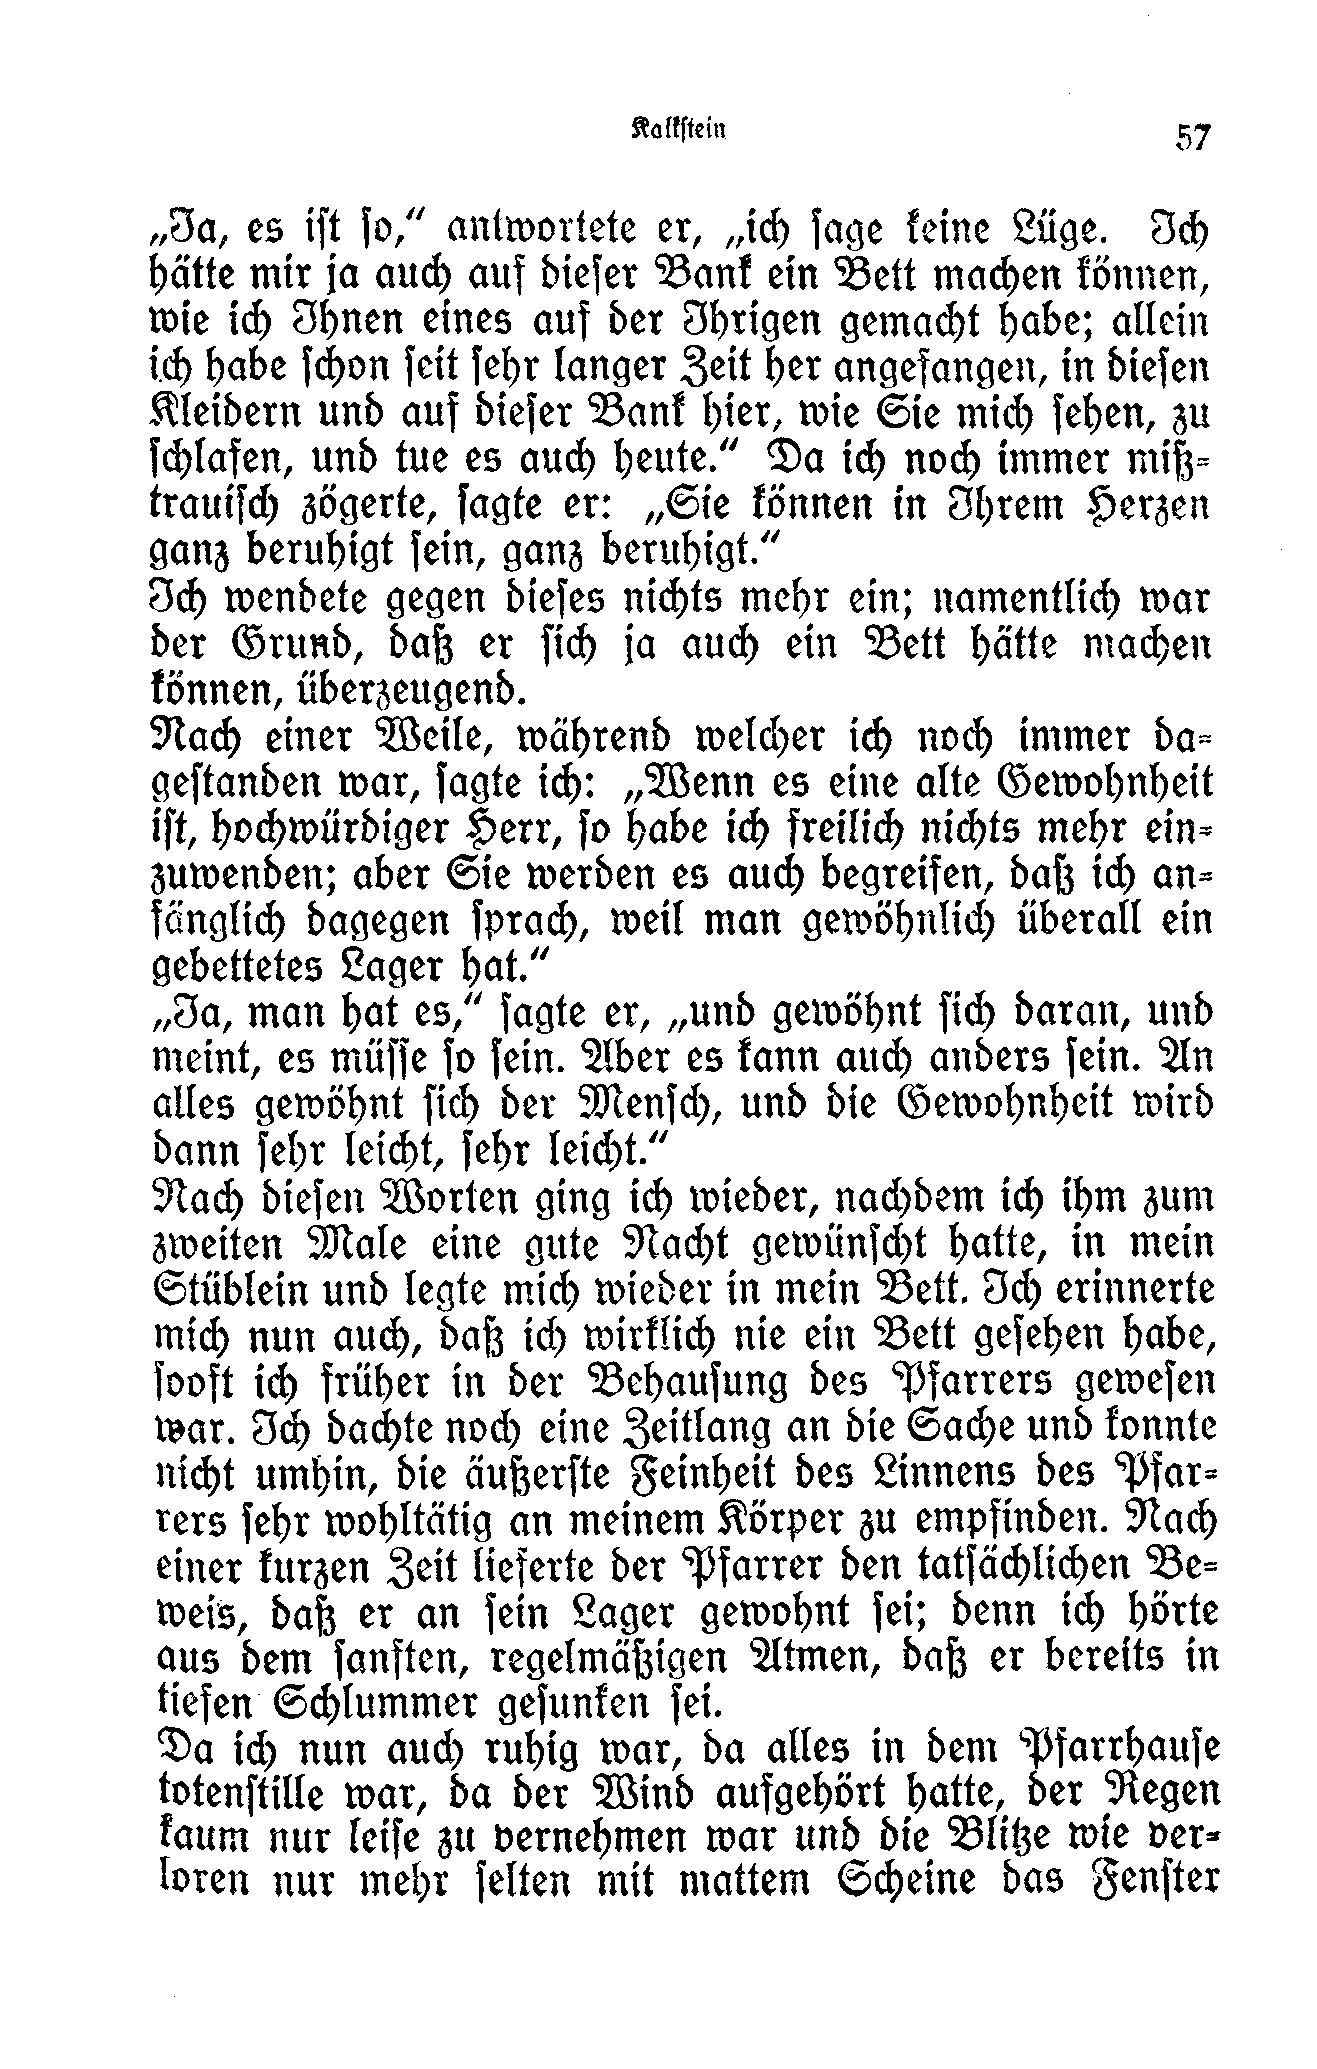 Kalkstein
57
„Ja, es ist so,“ antwortete er, „ich sage keine Lüge. Ich
hätte mir ja auch auf dieser Bank ein Bett machen können,
wie ich Ihnen eines auf der Ihrigen gemacht habe; allein
ich habe schon seit sehr langer Zeit her angefangen, in diesen
Kleidern und auf dieser Bank hier, wie Sie mich sehen, zu
schlafen, und tue es auch heute.“ Da ich noch immer miß-
trauisch zögerte, sagte er: „Sie können in Ihrem Herzen
ganz beruhigt sein, ganz beruhigt.“
Ich wendete gegen dieses nichts mehr ein; namentlich war
der Grund, daß er sich ja auch ein Bett hätte machen
können, überzeugend.
Nach einer Weile, während welcher ich noch immer da-
gestanden war, sagte ich: „Wenn es eine alte Gewohnheit
ist, hochwürdiger Herr, so habe ich freilich nichts mehr ein-
zuwenden; aber Sie werden es auch begreifen, daß ich an-
fänglich dagegen sprach, weil man gewöhnlich überall ein
gebettetes Lager hat.“
„Ja, man hat es,“ sagte er, „und gewöhnt sich daran, und
meint, es müsse so sein. Aber es kann auch anders sein. An
alles gewöhnt sich der Mensch, und die Gewohnheit wird
dann sehr leicht, sehr leicht.“
Nach diesen Worten ging ich wieder, nachdem ich ihm zum
zweiten Male eine gute Nacht gewünscht hatte, in mein
Stüblein und legte mich wieder in mein Bett. Ich erinnerte
mich nun auch, daß ich wirklich nie ein Bett gesehen habe,
sooft ich früher in der Behausung des Pfarrers gewesen
war. Ich dachte noch eine Zeitlang an die Sache und konnte
nicht umhin, die äußerste Feinheit des Linnens des Pfar-
rers sehr wohltätig an meinem Körper zu empfinden. Nach
einer kurzen Zeit lieferte der Pfarrer den tatsächlichen Be-
weis, daß er an sein Lager gewohnt sei; denn ich hörte
aus dem sanften, regelmäßigen Atmen, daß er bereits in
tiefen Schlummer gesunken sei.
Da ich nun auch ruhig war, da alles in dem Pfarrhause
totenstille war, da der Wind aufgehört hatte, der Regen
kaum nur leise zu vernehmen war und die Blitze wie ver-
loren nur mehr selten mit mattem Scheine das Fenster